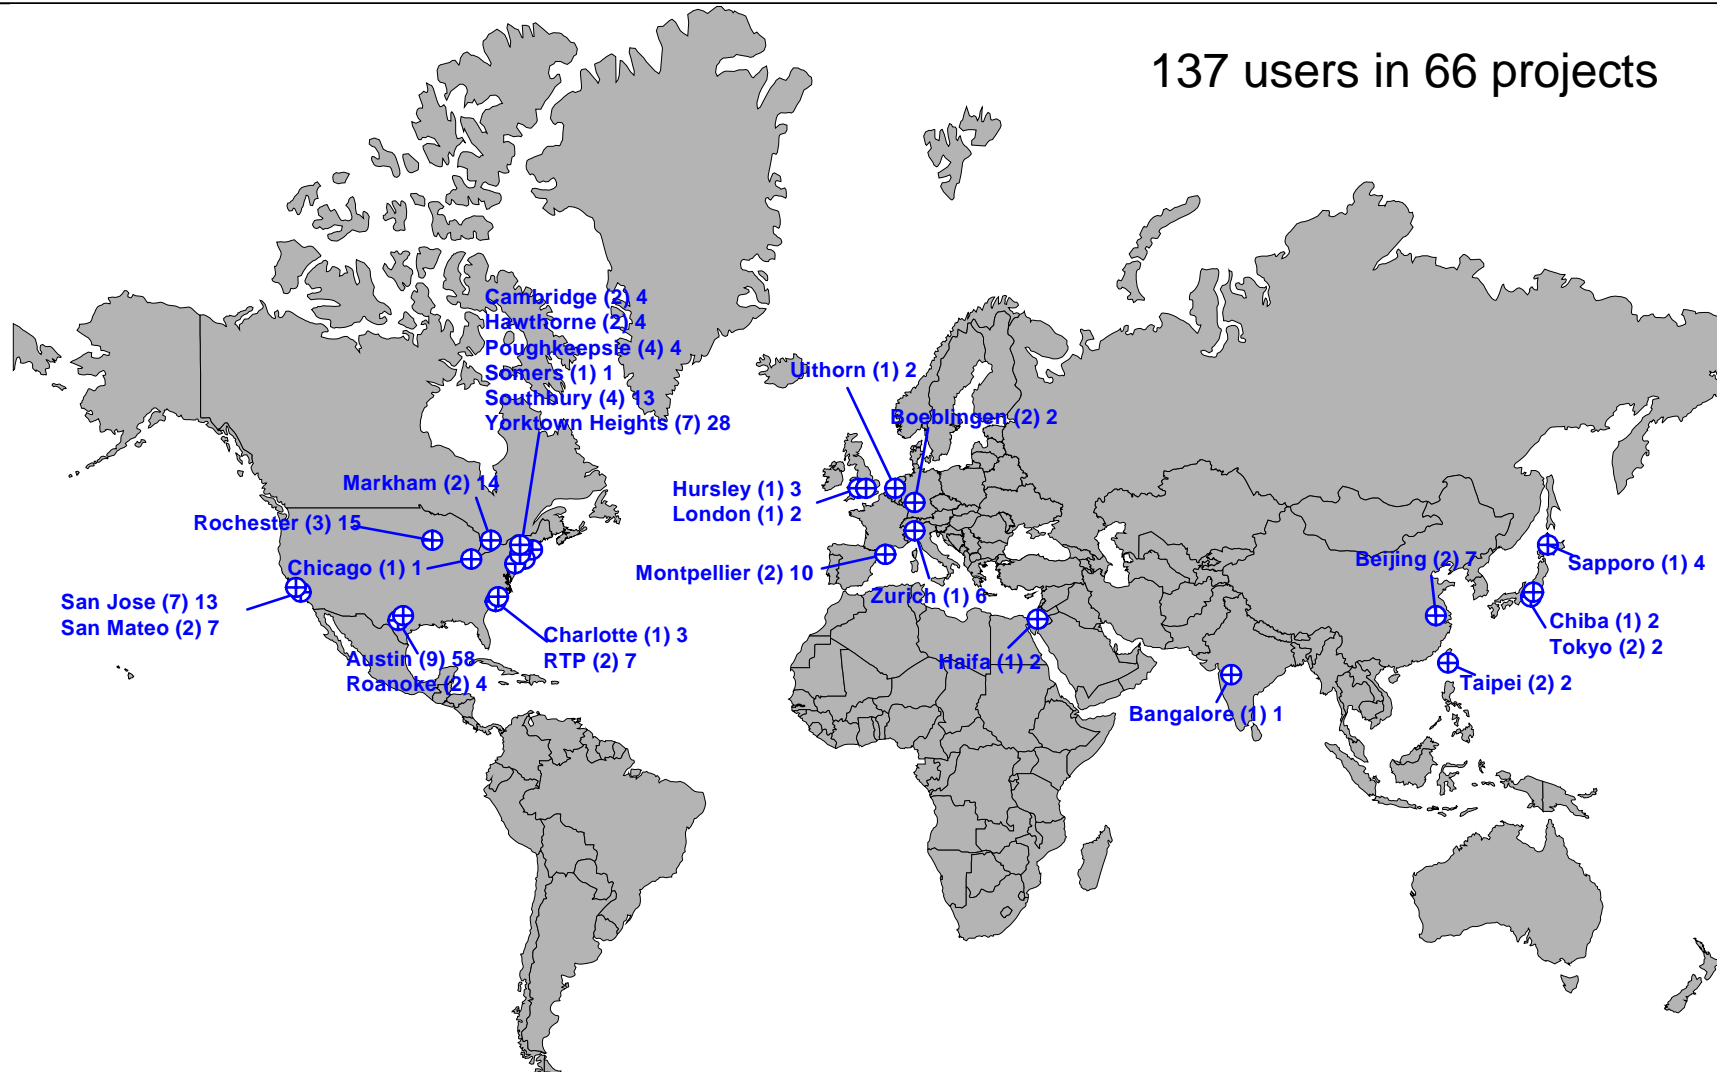 137 users in 66 projects
Cambridge (2) 4
Hawthorne (2) 4
Poughkeepsie (4) 4
Somers (1) 1
Southbury (4) 13
Yorktown Heights (7) 28
Uithorn (1) 2
Boeblingen (2) 2
Markham (2) 14
Hursley (1) 3
London (1) 2
Rochester (3) 15
Chicago (1) 1
Montpellier (2) 10
Zurich (1) 6
Beijing (2) 7
Sapporo (1) 4
San Jose (7) 13
San Mateo (2) 7
Charlotte (1) 3
RTP (2) 7
Chiba (1) 2
Tokyo (2) 2
Austin (9) 58
Roanoke (2) 4
Haifa (1) 2
Taipei (2) 2
Bangalore (1) 1